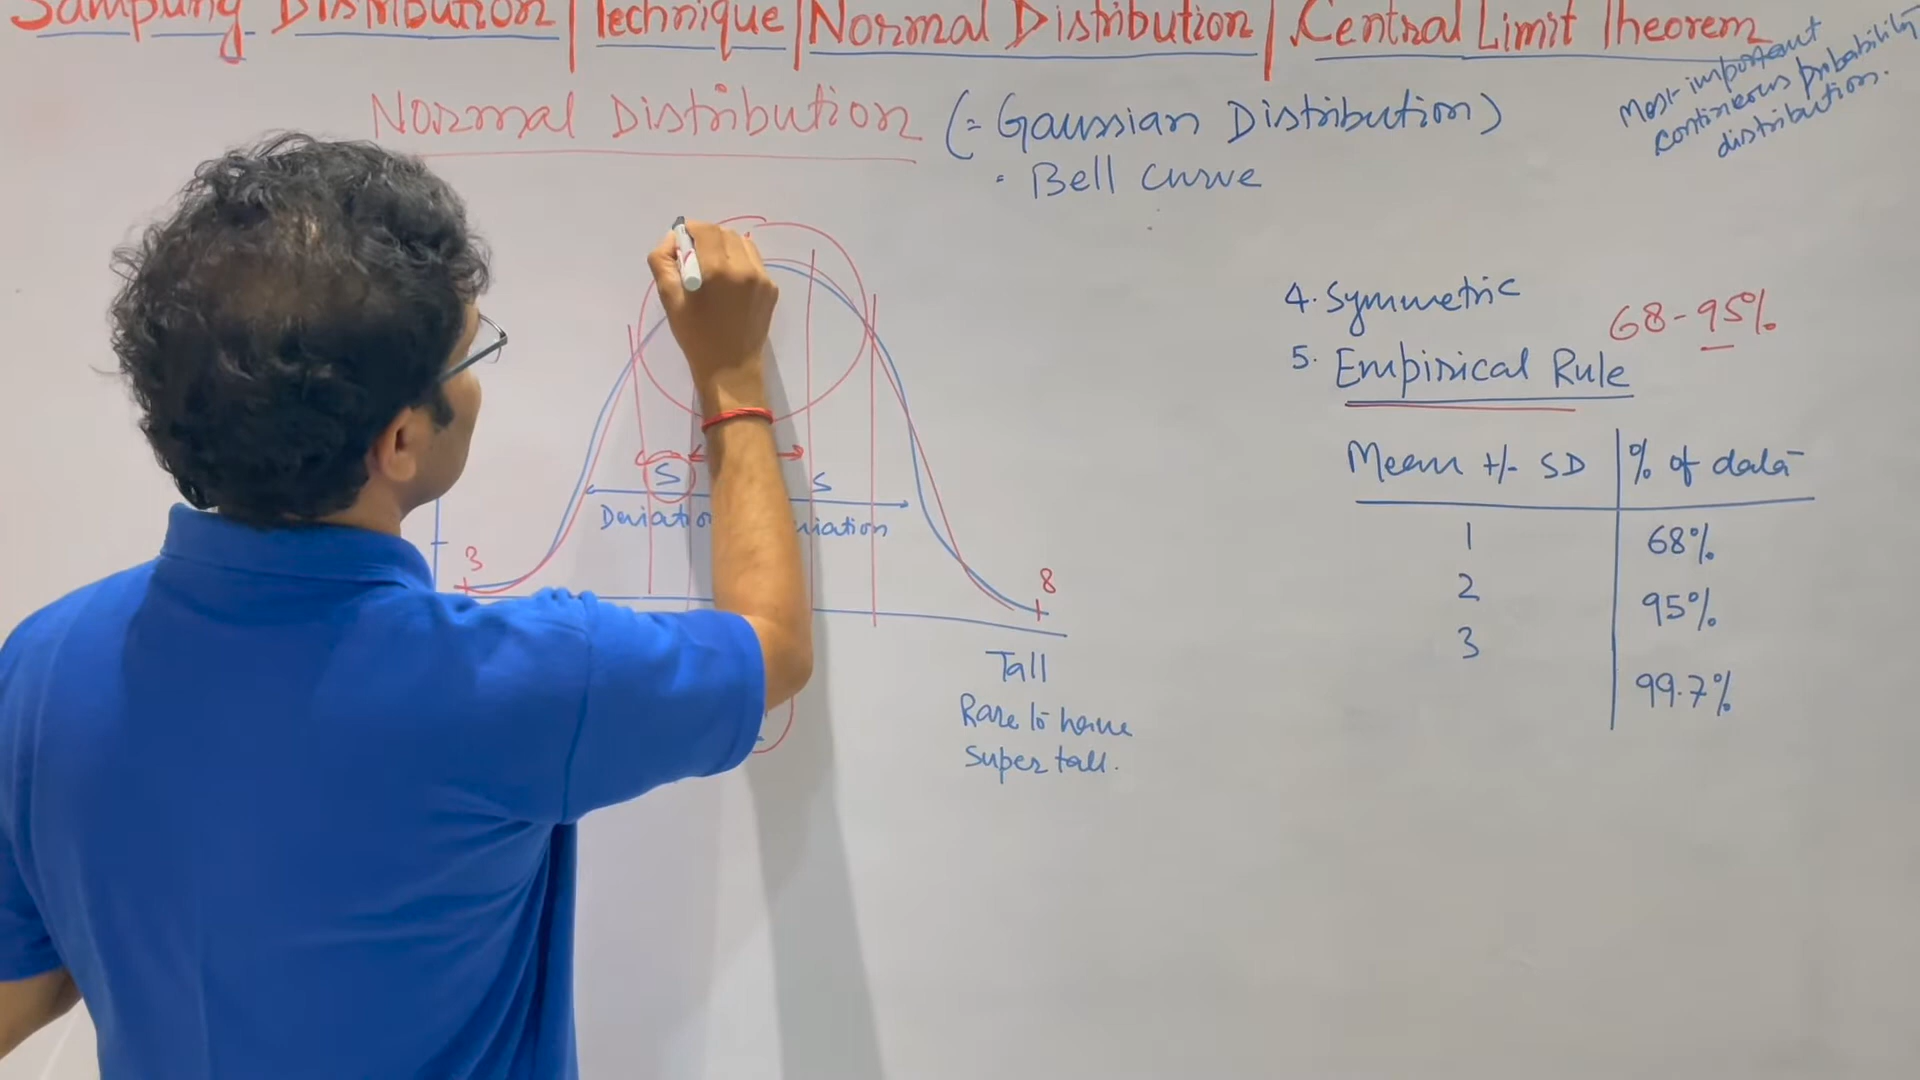 Sampling Distribution | Technique | Normal Distribution | Central Limit Theorem
Most important
continuous probability
distribution.
Normal Distribution (= Gaussian Distribution)
= Bell curve
4. Symmetric
68-95%
5. Empirical Rule
Mean +/- SD | % of data
1 68%
2 95%
3 99.7%
S S
Deviatio viation
3 8
Tall
Rare to have
super tall.